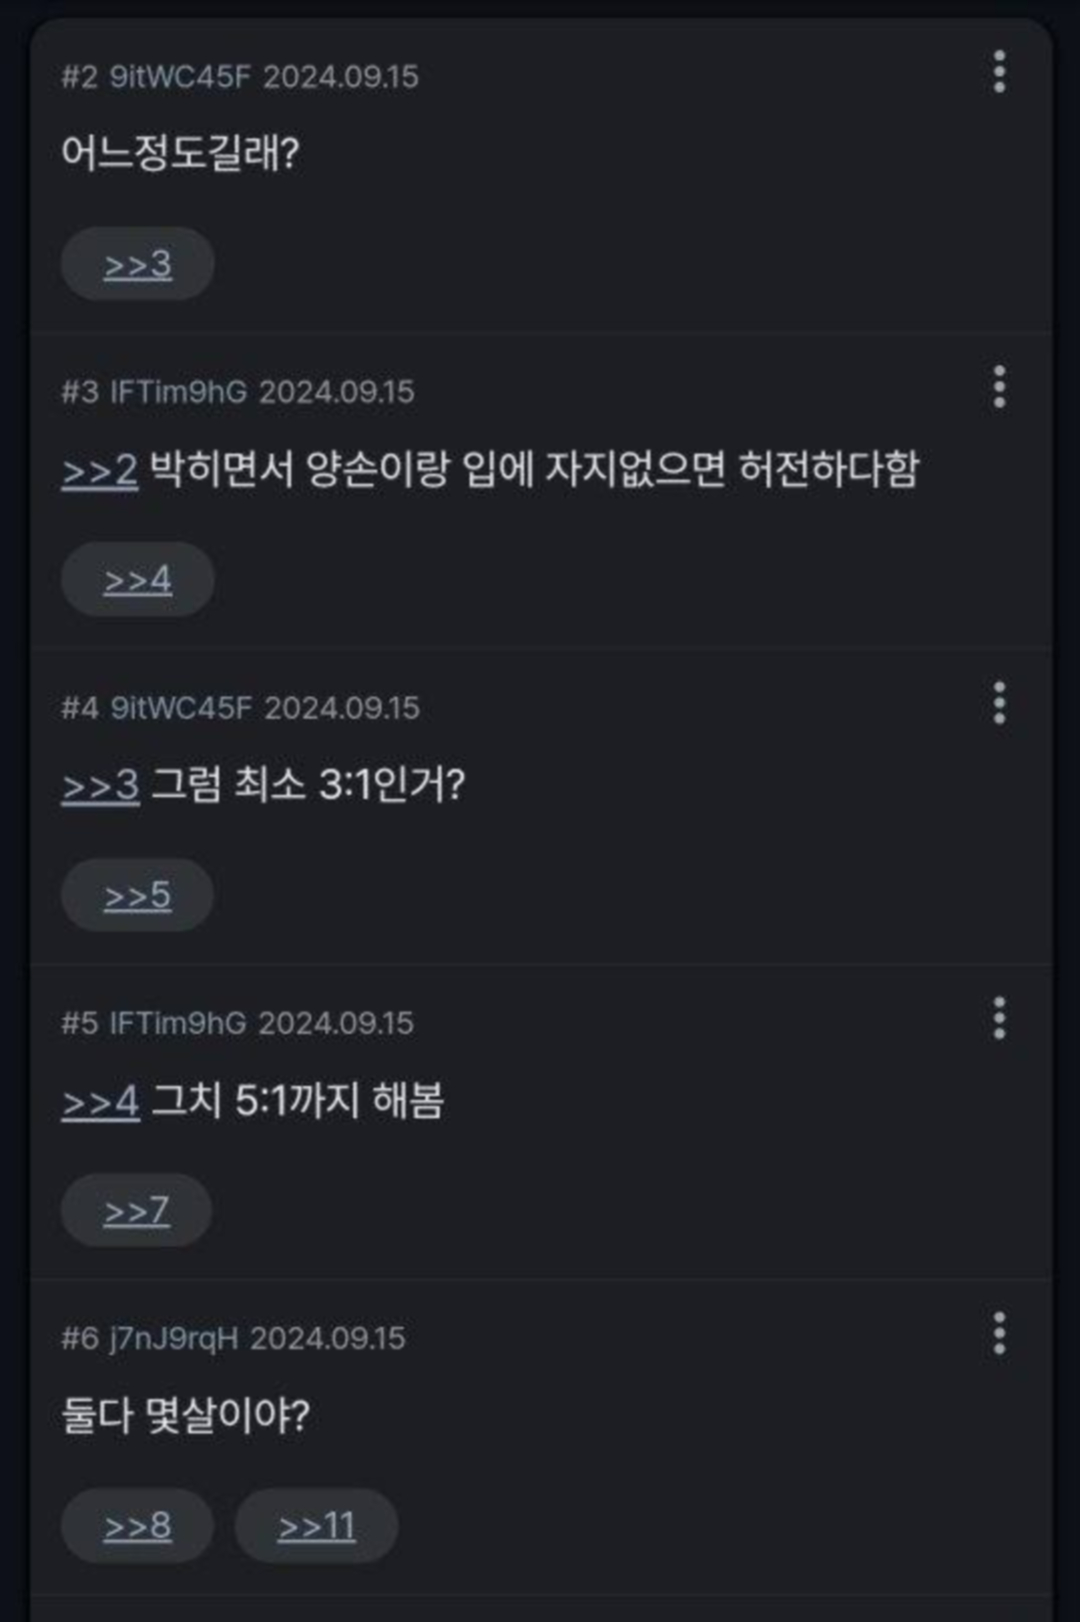 #2 9itWC45F 2024.09.15
어느정도길래?
>>3
#3 IFTim9hG 2024.09.15
>>2 박히면서 양손이랑 입에 자지없으면 허전하다함
>>4
#4 9itWC45F 2024.09.15
>>3 그럼 최소 3:1인거?
>>5
#5 IFTim9hG 2024.09.15
>>4 그치 5:1까지 해봄
>>7
#6 j7nJ9rqH 2024.09.15
둘다 몇살이야?
>>8 >>11